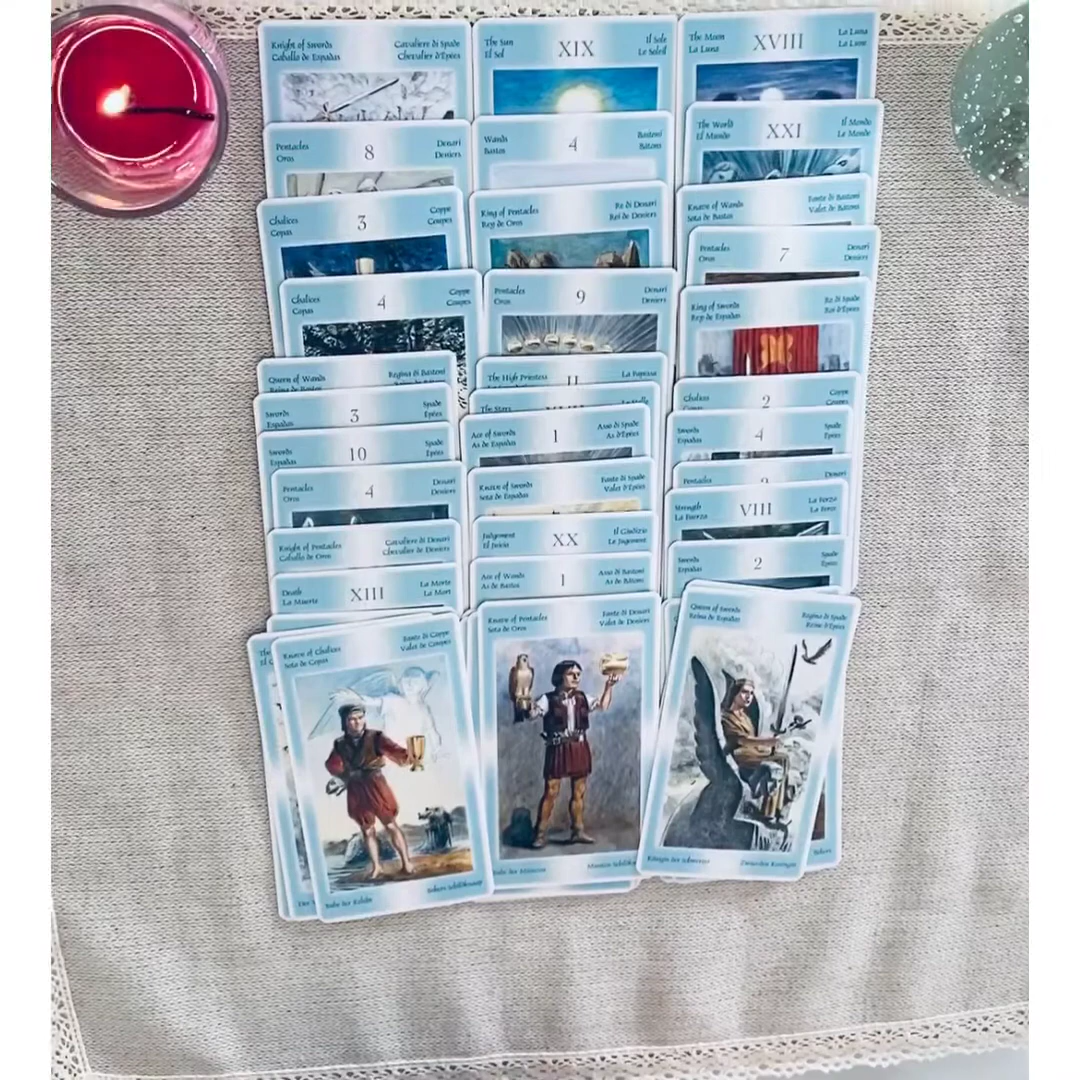 Knight of Swords
Caballo de Espadas
Cavaliere di Spade
Chevalier d'Epées
Pentacles
Oros
8
Denari
Deniers
Chalices
Copas
3
Coppe
Coupes
Chalices
Copas
4
Coppe
Coupes
Queen of Wands
Regina di Bastoni
Swords
Espadas
3
Spade
Epées
Swords
Espadas
10
Spade
Epées
Pentacles
Oros
4
Denari
Deniers
Knight of Pentacles
Caballo de Oros
Cavaliere di Denari
Chevalier de Deniers
Death
La Muerte
XIII
La Morte
La Mort
Knave of Chalices
Sota de Copas
Fante di Coppe
Valet de Coupes
The Sun
El Sol
XIX
Il Sole
Le Soleil
Wands
Bastos
4
Bastoni
Bâtons
King of Pentacles
Rey de Oros
Re di Denari
Roi de Deniers
Pentacles
Oros
9
Denari
Deniers
The High Priestess
II
La Papessa
The Stars
Ace of Swords
As de Espadas
1
Asso di Spade
As d'Epées
Knave of Swords
Sota de Espadas
Fante di Spade
Valet d'Epées
Judgement
El Juicio
XX
Il Giudizio
Le Jugement
Ace of Wands
As de Bastos
1
Asso di Bastoni
As de Bâtons
Knave of Pentacles
Sota de Oros
Fante di Denari
Valet de Deniers
The Moon
La Luna
XVIII
La Luna
La Lune
The World
El Mundo
XXI
Il Mondo
Le Monde
Knave of Wands
Sota de Bastos
Fante di Bastoni
Valet de Bâtons
Pentacles
Oros
7
Denari
Deniers
King of Swords
Rey de Espadas
Re di Spade
Roi d'Epées
Chalices
2
Coppe
Coupes
Swords
Espadas
4
Spade
Epées
Pentacles
Denari
Strength
La Fuerza
VIII
La Forza
La Force
Swords
Espadas
2
Spade
Epées
Queen of Swords
Reina de Espadas
Regina di Spade
Reine d'Epées